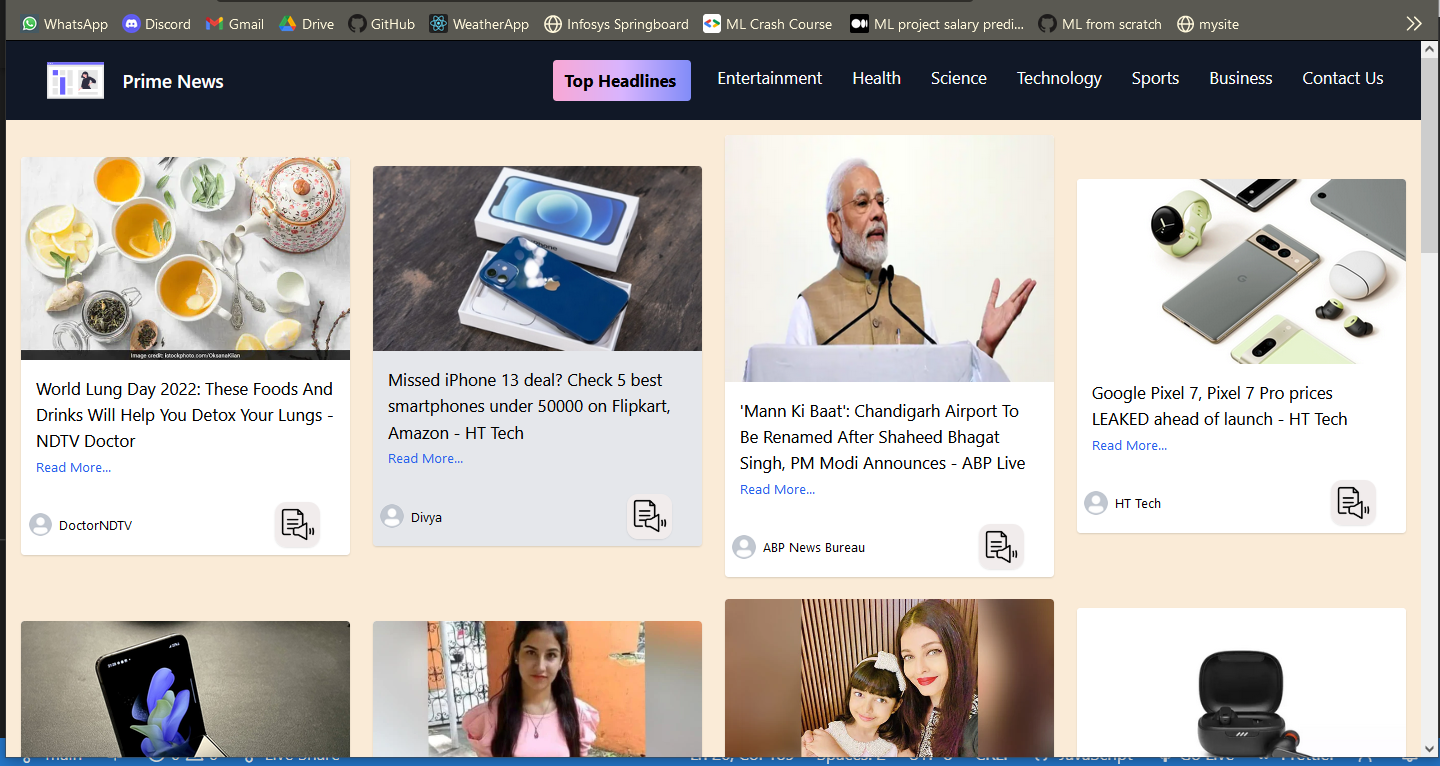 WhatsApp Discord Gmail Drive GitHub WeatherApp Infosys Springboard ML Crash Course ML project salary predi... ML from scratch mysite
Prime News Top Headlines Entertainment Health Science Technology Sports Business Contact Us
Image credit: istockphoto.com/OksanaKiian
World Lung Day 2022: These Foods And
Drinks Will Help You Detox Your Lungs -
NDTV Doctor
Read More...
DoctorNDTV
Missed iPhone 13 deal? Check 5 best
smartphones under 50000 on Flipkart,
Amazon - HT Tech
Read More...
Divya
'Mann Ki Baat': Chandigarh Airport To
Be Renamed After Shaheed Bhagat
Singh, PM Modi Announces - ABP Live
Read More...
ABP News Bureau
Google Pixel 7, Pixel 7 Pro prices
LEAKED ahead of launch - HT Tech
Read More...
HT Tech